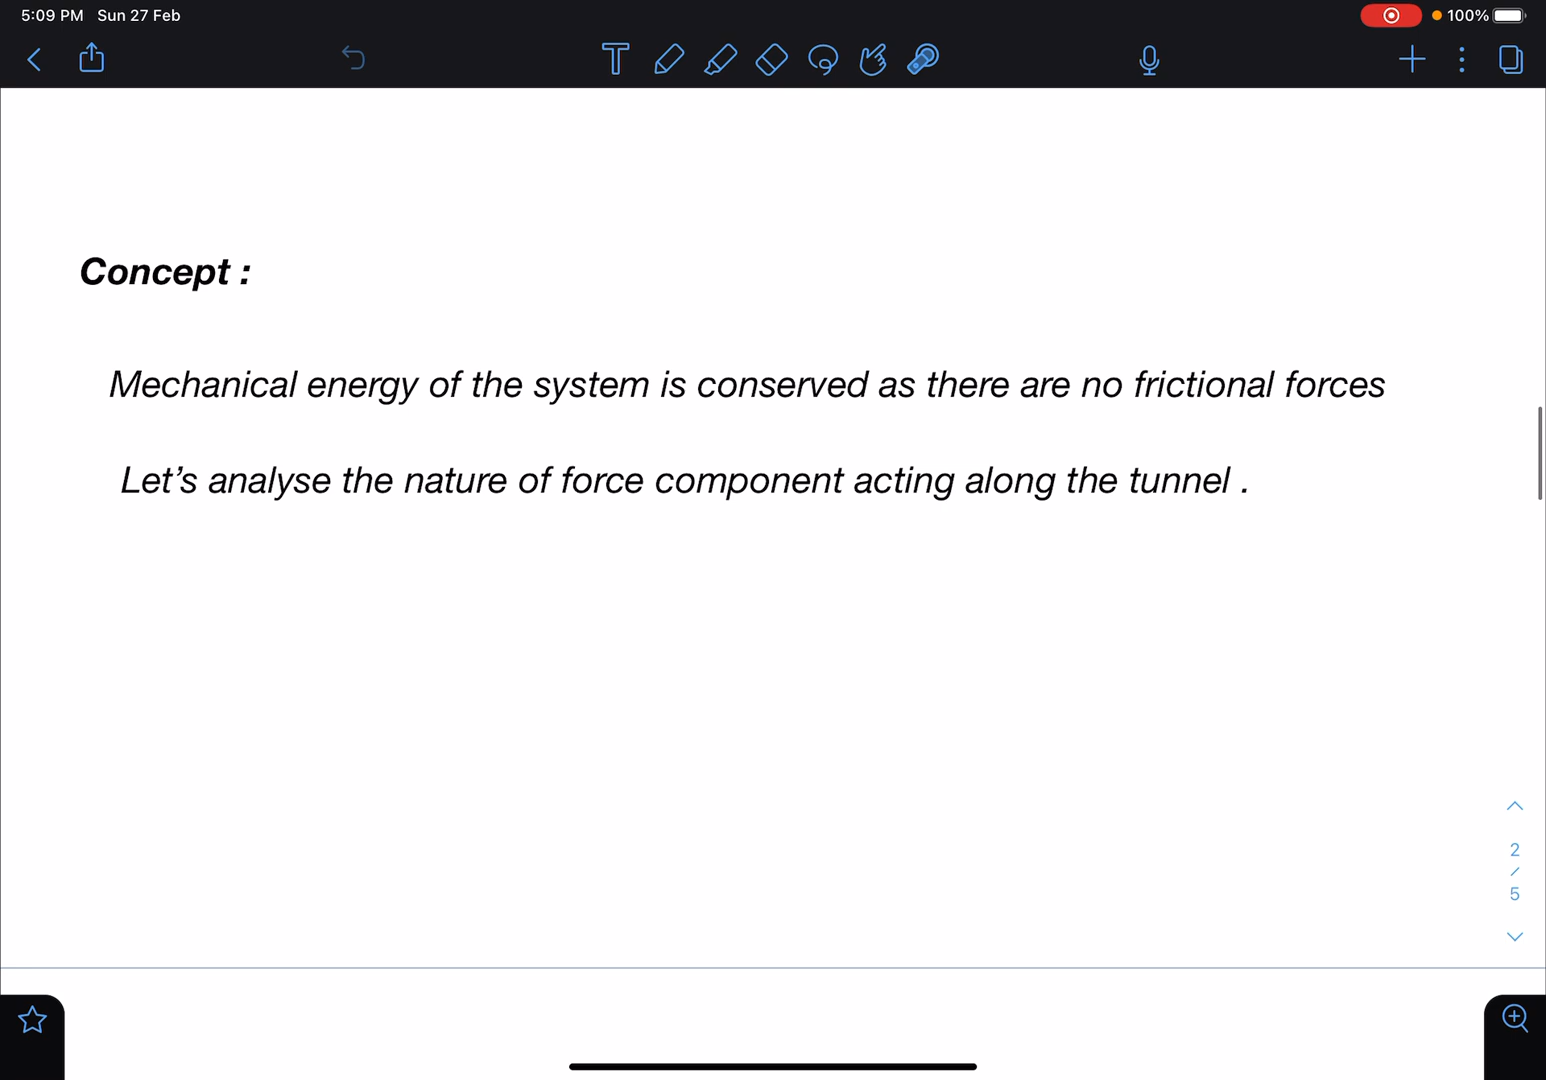 5:09 PM Sun 27 Feb
100%
Concept :
Mechanical energy of the system is conserved as there are no frictional forces
Let’s analyse the nature of force component acting along the tunnel .
2
/
5